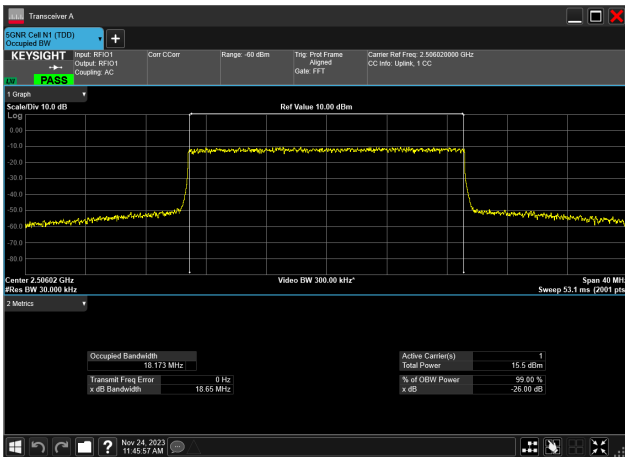 Transceiver A
5GNR Cell N1 (TDD)
Occupied BW
KEYSIGHT
PASS
Input: RFIO1
Output: RFIO1
Coupling: AC
Corr CCorr
Range: -60 dBm
Trig: Prot Frame
Aligned
Gate: FFT
Carrier Ref Freq: 2.506020000 GHz
CC Info: Uplink, 1 CC
1 Graph
Scale/Div 10.0 dB
Ref Value 10.00 dBm
Log
0.00
-10.0
-20.0
-30.0
-40.0
-50.0
-60.0
-70.0
-80.0
Center 2.50602 GHz
Video BW 300.00 kHz*
Span 40 MHz
#Res BW 30.000 kHz
Sweep 53.1 ms (2001 pts
2 Metrics
Occupied Bandwidth
18.173 MHz
Transmit Freq Error 0 Hz
x dB Bandwidth 18.65 MHz
Active Carrier(s) 1
Total Power 15.5 dBm
% of OBW Power 99.00 %
x dB -26.00 dB
Nov 24, 2023
11:45:57 AM